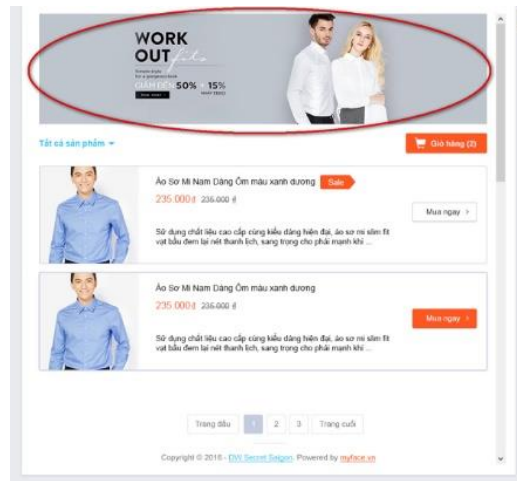 WORK
OUT
Simple style
for a gorgeous look
GIẢM ĐẾN 50% + 15%
Tất cả sản phẩm
Giỏ hàng (2)
Áo Sơ Mi Nam Dáng Ôm màu xanh dương Sale
235.000₫ 236.000 ₫
Mua ngay >
Sử dụng chất liệu cao cấp cùng kiểu dáng hiện đại, áo sơ mi slim fit
vạt bầu đem lại nét thanh lịch, sang trọng cho phái mạnh khi ...
Áo Sơ Mi Nam Dáng Ôm màu xanh dương
235.000₫ 236.000 ₫
Mua ngay >
Sử dụng chất liệu cao cấp cùng kiểu dáng hiện đại, áo sơ mi slim fit
vạt bầu đem lại nét thanh lịch, sang trọng cho phái mạnh khi ...
Trang đầu 1 2 3 Trang cuối
Copyright © 2016 - DVS Secret Saigon. Powered by myface.vn